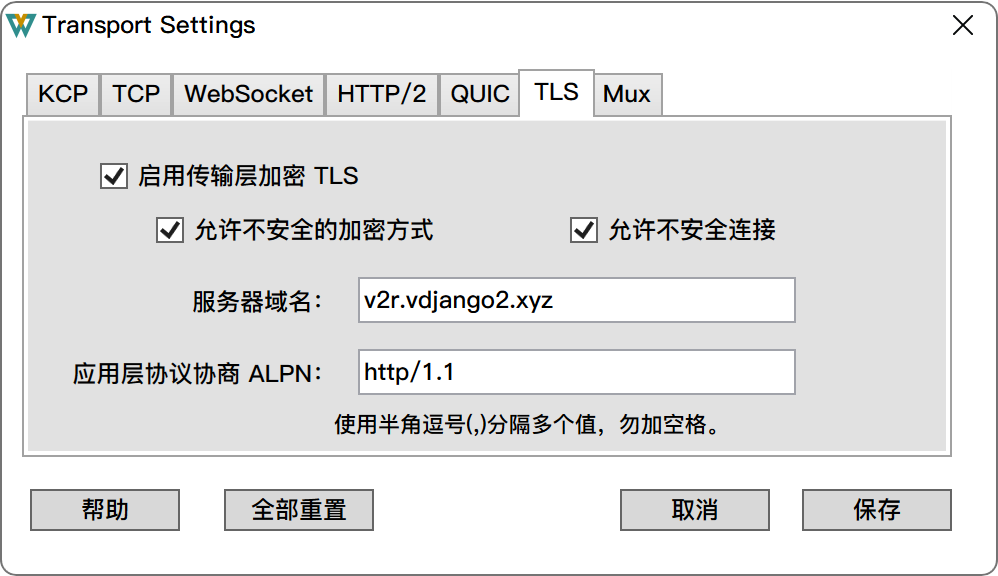 Transport Settings
KCP TCP WebSocket HTTP/2 QUIC TLS Mux
启用传输层加密 TLS
允许不安全的加密方式 允许不安全连接
服务器域名： v2r.vdjango2.xyz
应用层协议协商 ALPN： http/1.1
使用半角逗号(,)分隔多个值，勿加空格。
帮助 全部重置 取消 保存